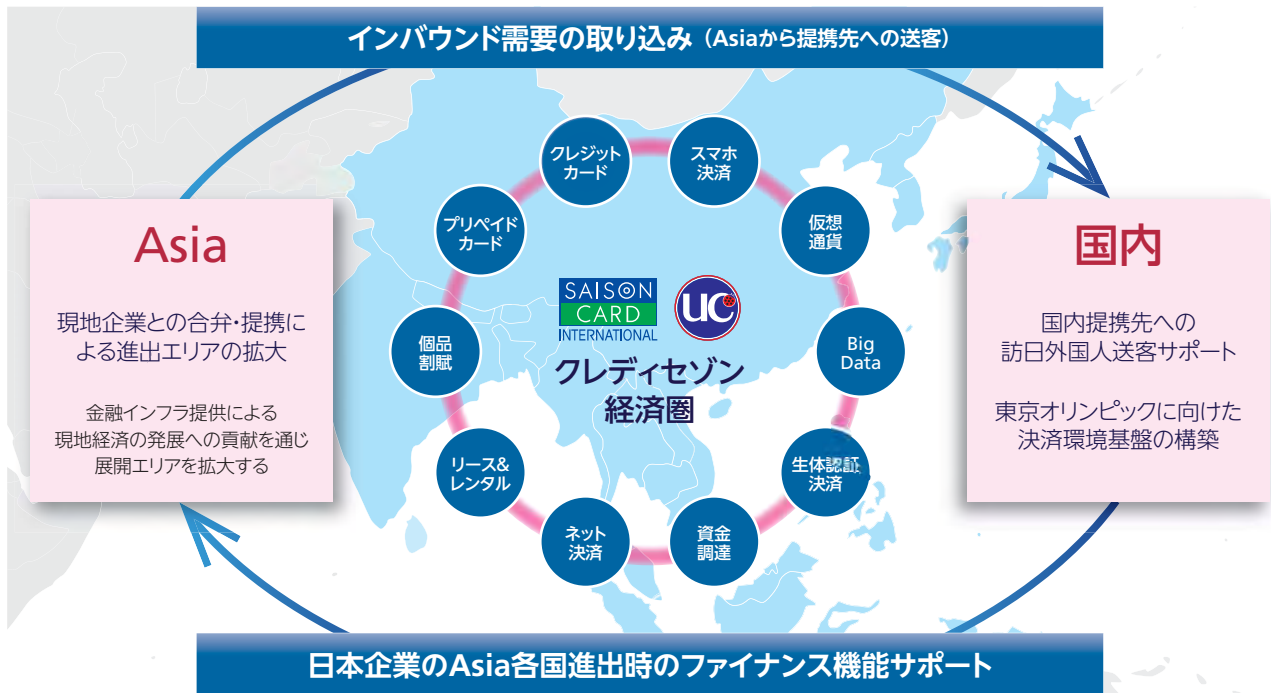 インバウンド需要の取り込み（Asiaから提携先への送客）
クレジット
カード
スマホ
決済
プリペイド
カード
仮想
通貨
Asia
現地企業との合弁・提携に
よる進出エリアの拡大
金融インフラ提供による
現地経済の発展への貢献を通じ
展開エリアを拡大する
国内
国内提携先への
訪日外国人送客サポート
東京オリンピックに向けた
決済環境基盤の構築
SAISON
CARD
INTERNATIONAL
UC
クレディセゾン
経済圏
個品
割賦
Big
Data
リース&
レンタル
生体認証
決済
ネット
決済
資金
調達
日本企業のAsia各国進出時のファイナンス機能サポート